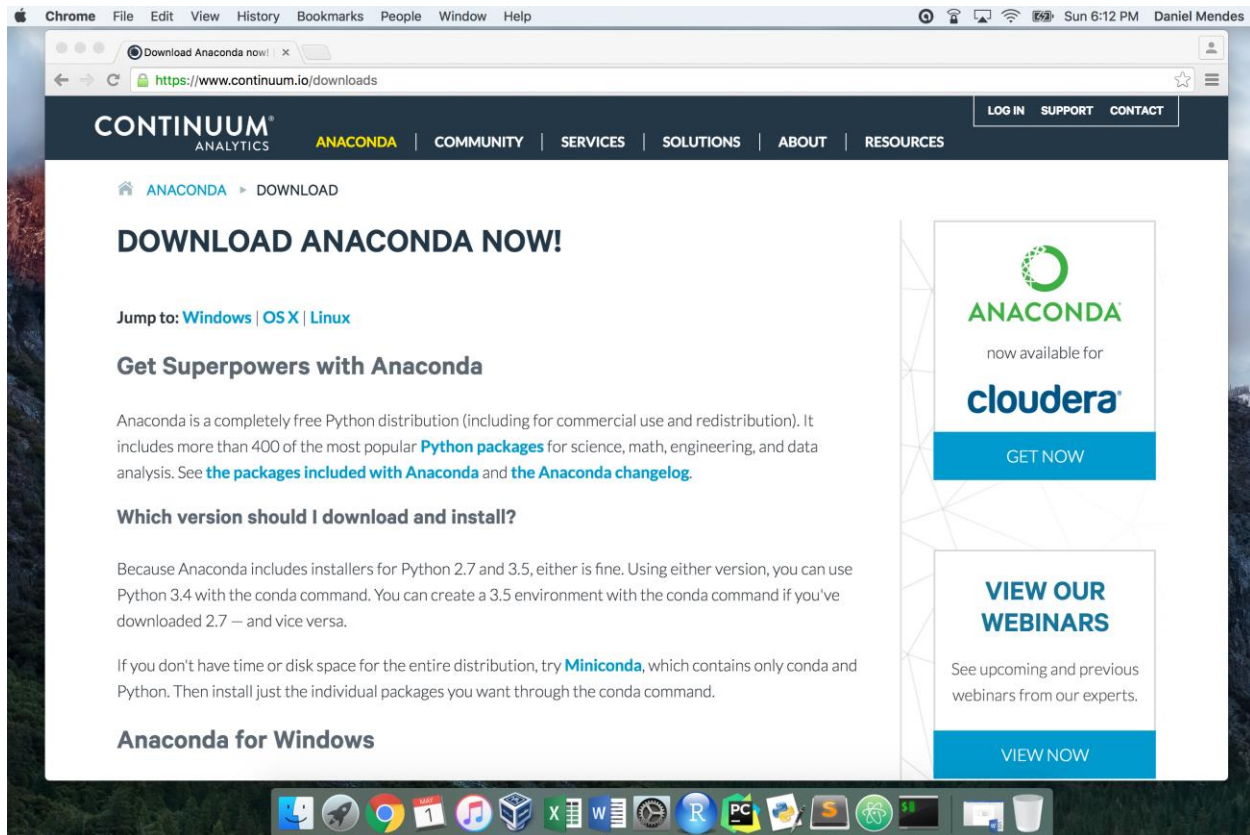 Chrome File Edit View History Bookmarks People Window Help Sun 6:12 PM Daniel Mendes
Download Anaconda now!
https://www.continuum.io/downloads
LOG IN SUPPORT CONTACT
CONTINUUM®
ANALYTICS
ANACONDA | COMMUNITY | SERVICES | SOLUTIONS | ABOUT | RESOURCES
ANACONDA ▸ DOWNLOAD
DOWNLOAD ANACONDA NOW!
Jump to: Windows | OS X | Linux
Get Superpowers with Anaconda
Anaconda is a completely free Python distribution (including for commercial use and redistribution). It
includes more than 400 of the most popular Python packages for science, math, engineering, and data
analysis. See the packages included with Anaconda and the Anaconda changelog.
Which version should I download and install?
Because Anaconda includes installers for Python 2.7 and 3.5, either is fine. Using either version, you can use
Python 3.4 with the conda command. You can create a 3.5 environment with the conda command if you've
downloaded 2.7 — and vice versa.
If you don't have time or disk space for the entire distribution, try Miniconda, which contains only conda and
Python. Then install just the individual packages you want through the conda command.
Anaconda for Windows
ANACONDA
now available for
cloudera
GET NOW
VIEW OUR
WEBINARS
See upcoming and previous
webinars from our experts.
VIEW NOW
MAY
1
X
W
R
PC
S
$